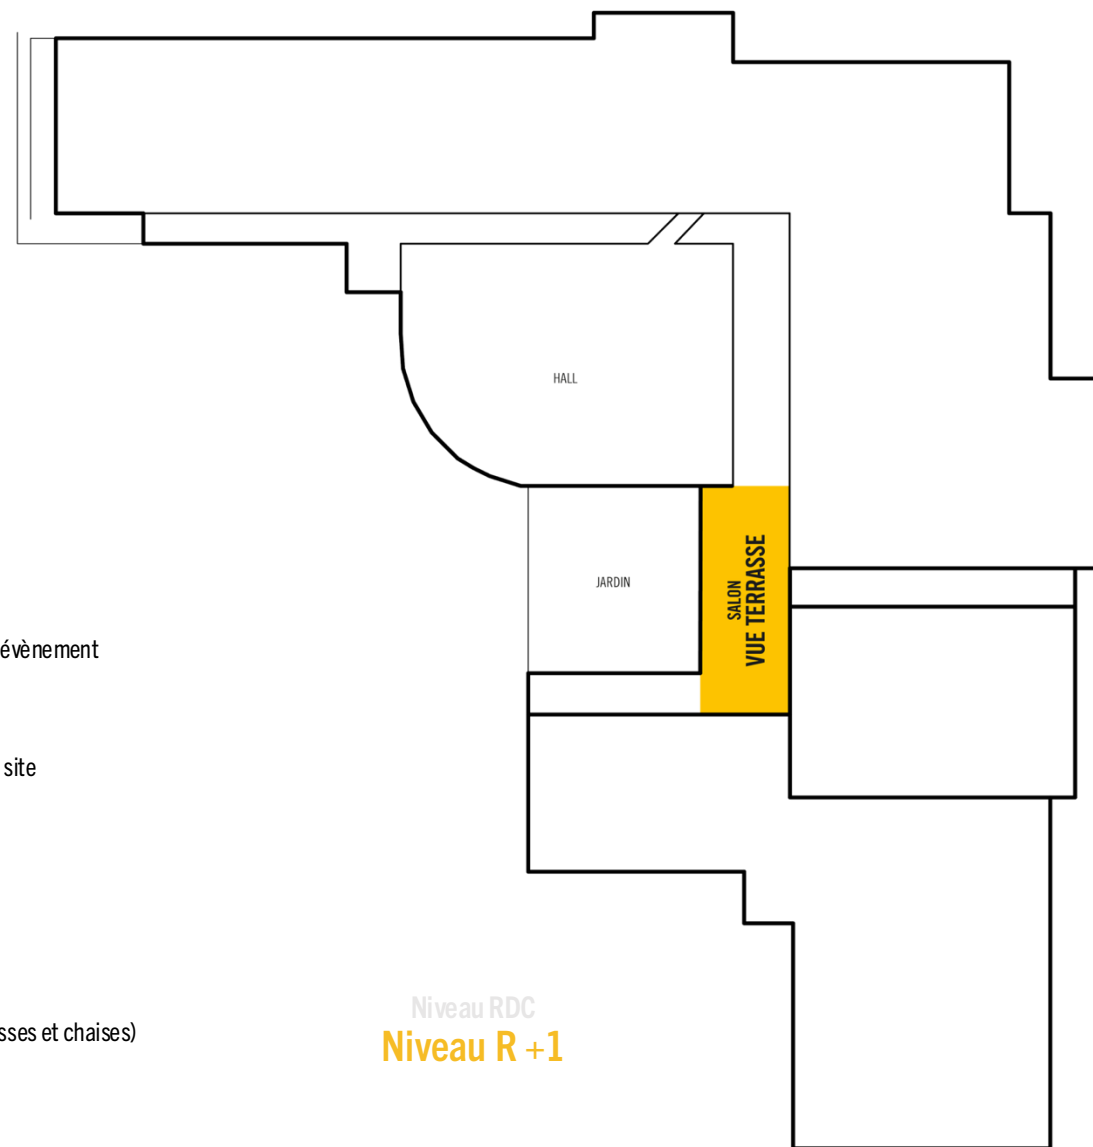 HALL
JARDIN
SALON
VUE TERRASSE
évènement
site
sses et chaises)
Niveau RDC
Niveau R +1